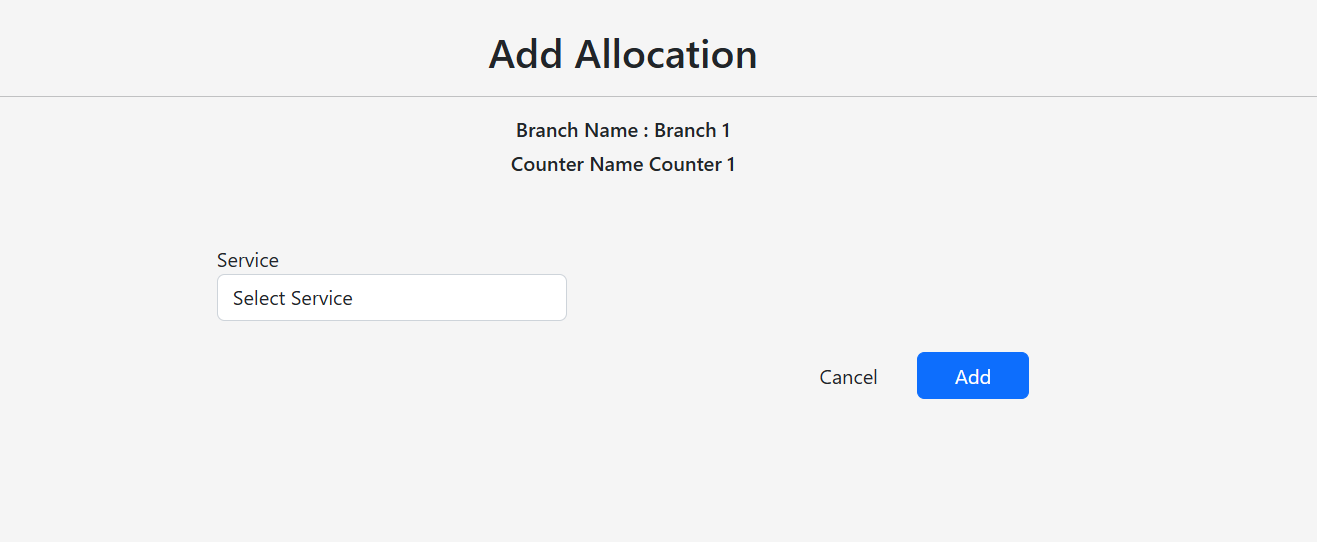 Add Allocation
Branch Name : Branch 1
Counter Name Counter 1
Service
Select Service
Cancel
Add